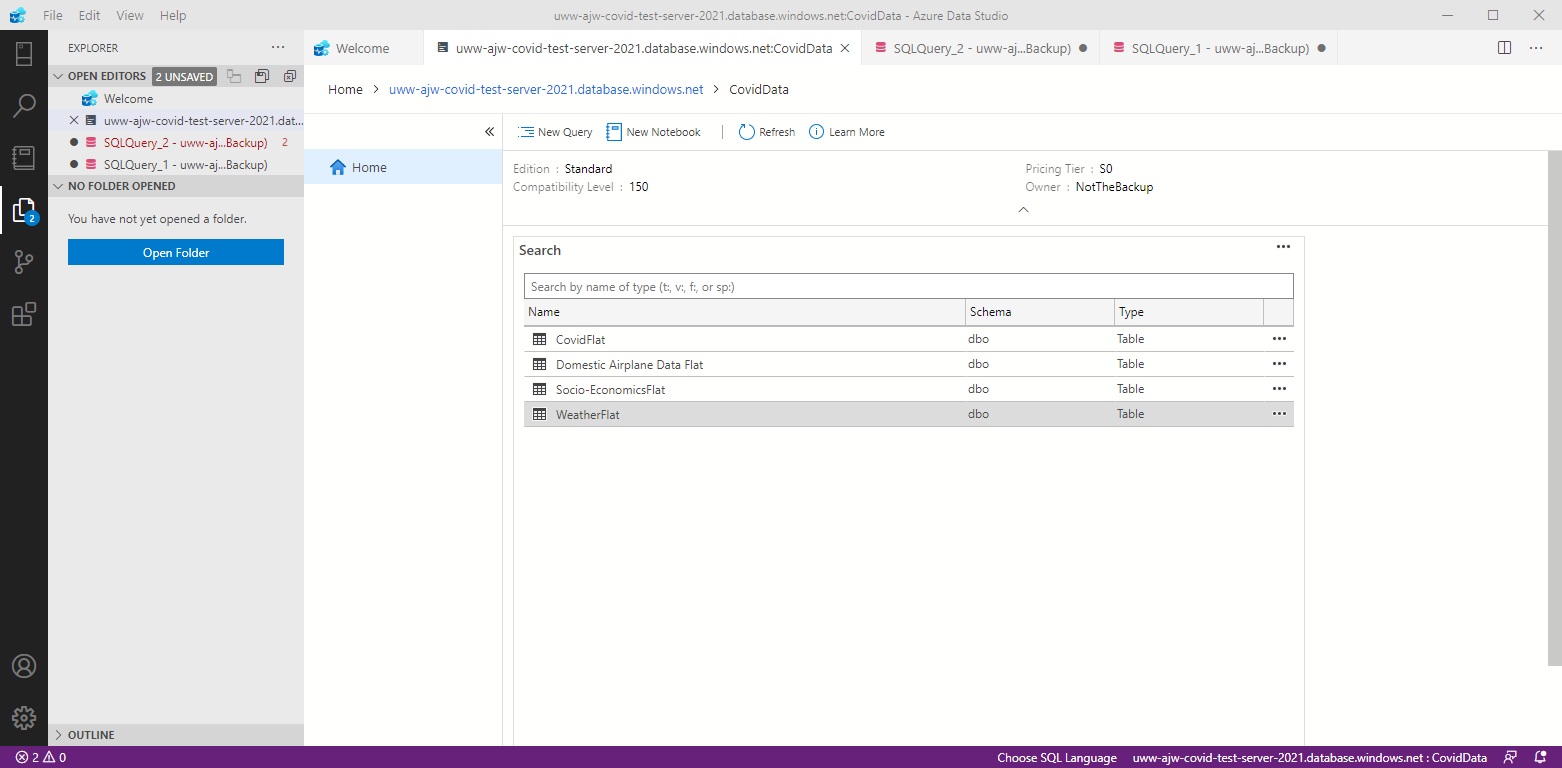 File Edit View Help uww-ajw-covid-test-server-2021.database.windows.net:CovidData - Azure Data Studio
EXPLORER
OPEN EDITORS 2 UNSAVED
Welcome
uww-ajw-covid-test-server-2021.dat...
SQLQuery_2 - uww-aj...Backup) 2
SQLQuery_1 - uww-aj...Backup)
NO FOLDER OPENED
You have not yet opened a folder.
Open Folder
OUTLINE
2
Welcome uww-ajw-covid-test-server-2021.database.windows.net:CovidData SQLQuery_2 - uww-aj...Backup) SQLQuery_1 - uww-aj...Backup)
Home > uww-ajw-covid-test-server-2021.database.windows.net > CovidData
Home
New Query New Notebook | Refresh Learn More
Edition : Standard Pricing Tier : S0
Compatibility Level : 150 Owner : NotTheBackup
Search
Search by name of type (t:, v:, f:, or sp:)
Name Schema Type
CovidFlat dbo Table
Domestic Airplane Data Flat dbo Table
Socio-EconomicsFlat dbo Table
WeatherFlat dbo Table
2 0 Choose SQL Language uww-ajw-covid-test-server-2021.database.windows.net : CovidData